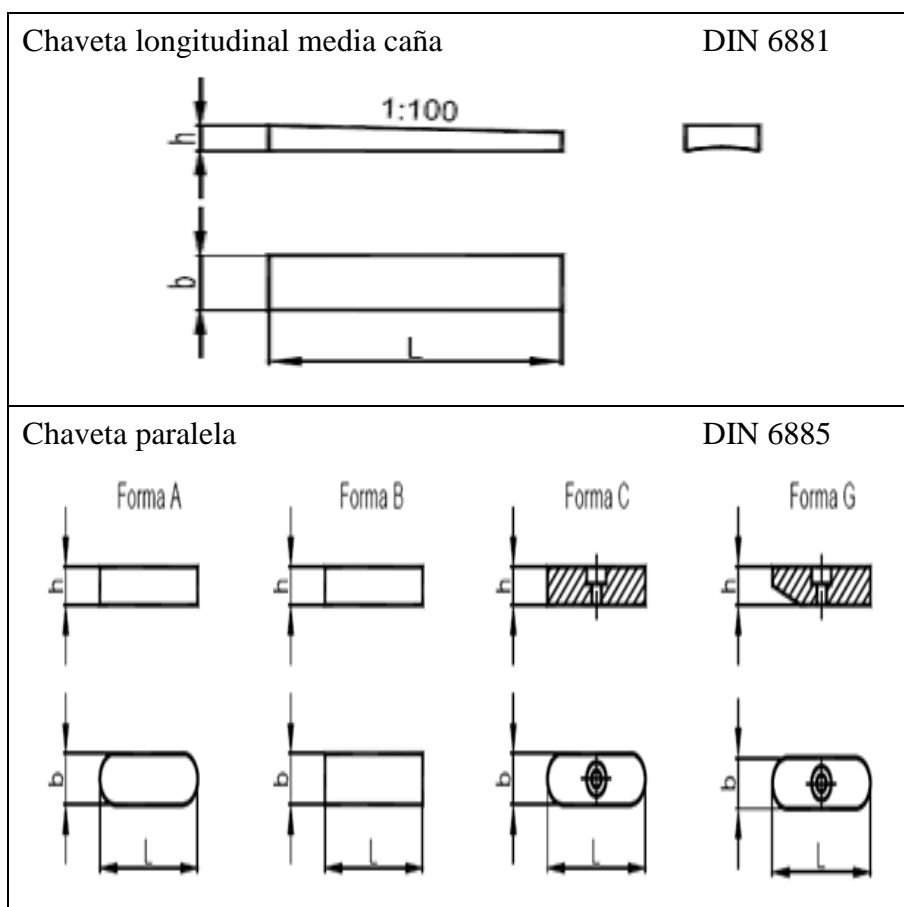 Chaveta longitudinal media caña DIN 6881
1:100
h
b
L
Chaveta paralela DIN 6885
Forma A Forma B Forma C Forma G
h h h h
b b b b
L L L L